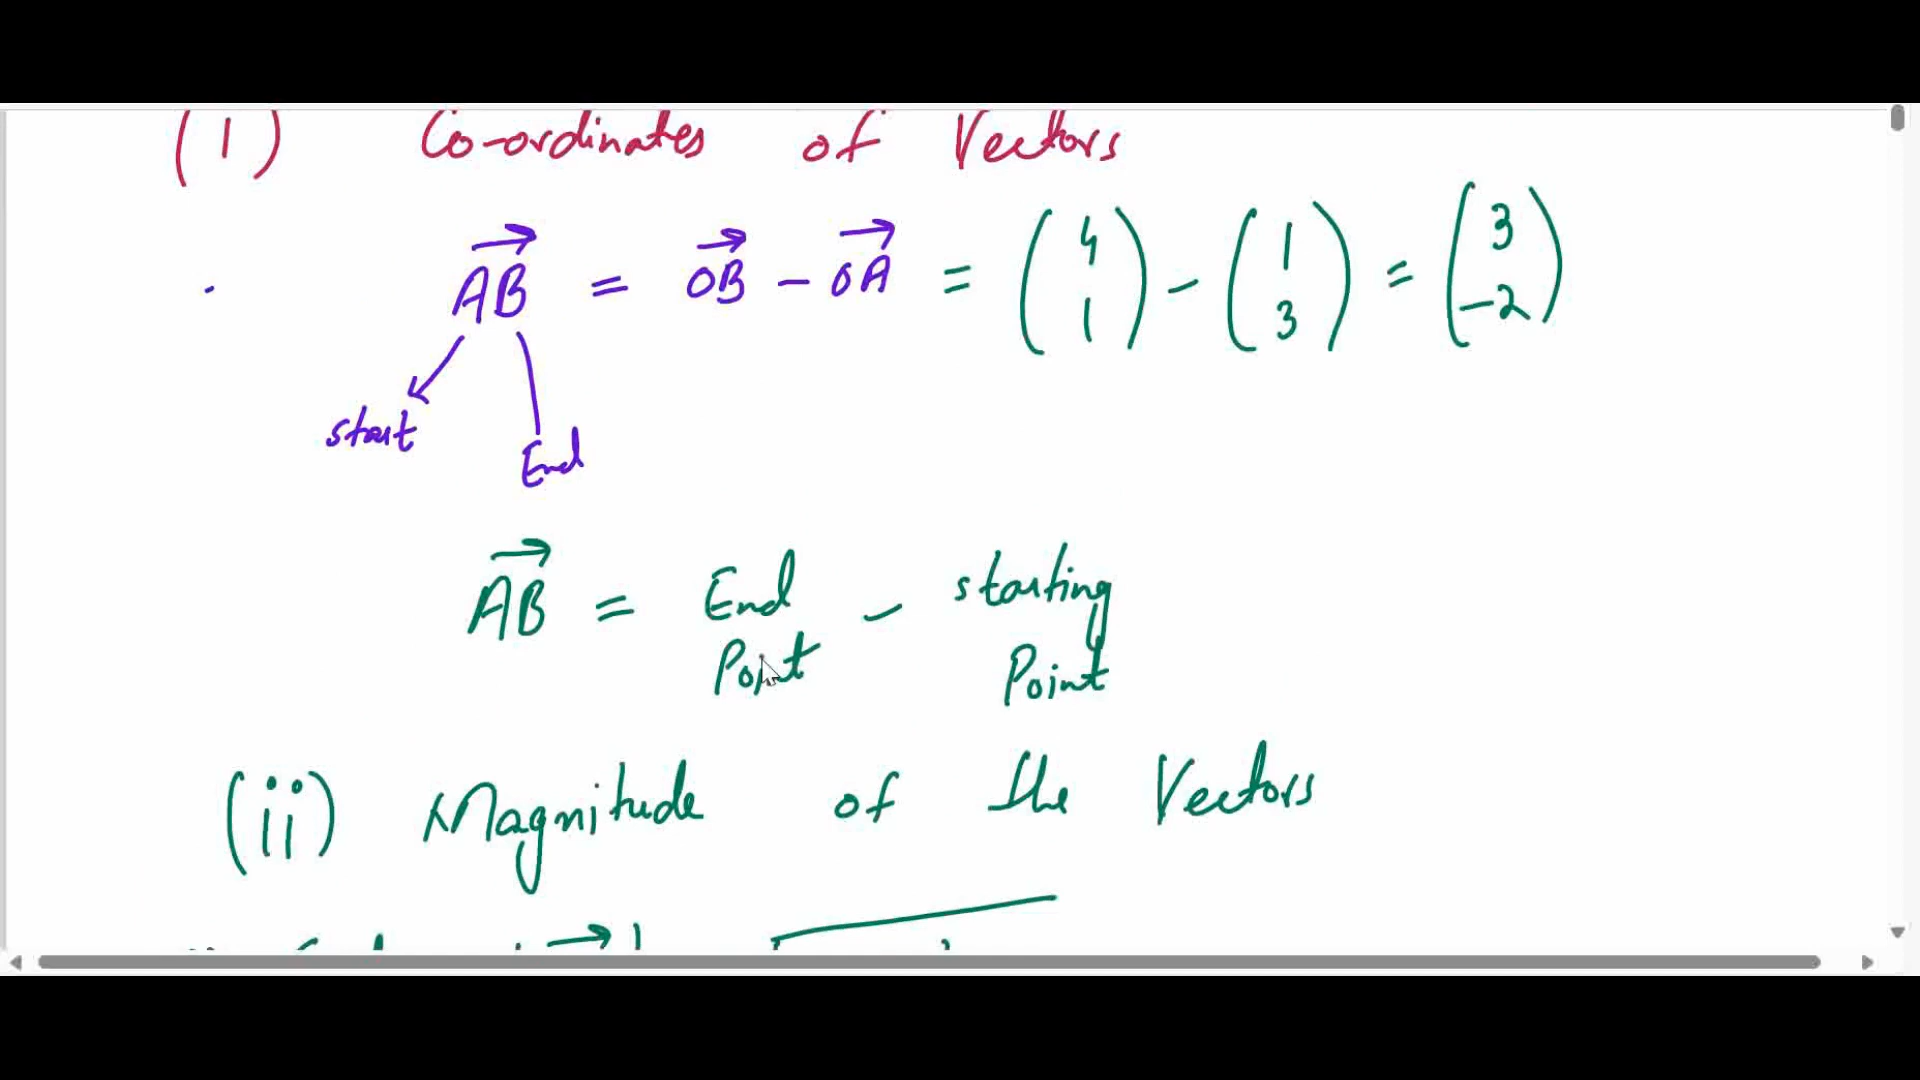 (1) Co-ordinates of Vectors
AB = OB - OA = (4 1) - (1 3) = (3 -2)
start
End
AB = End Point - starting Point
(ii) Magnitude of the Vectors